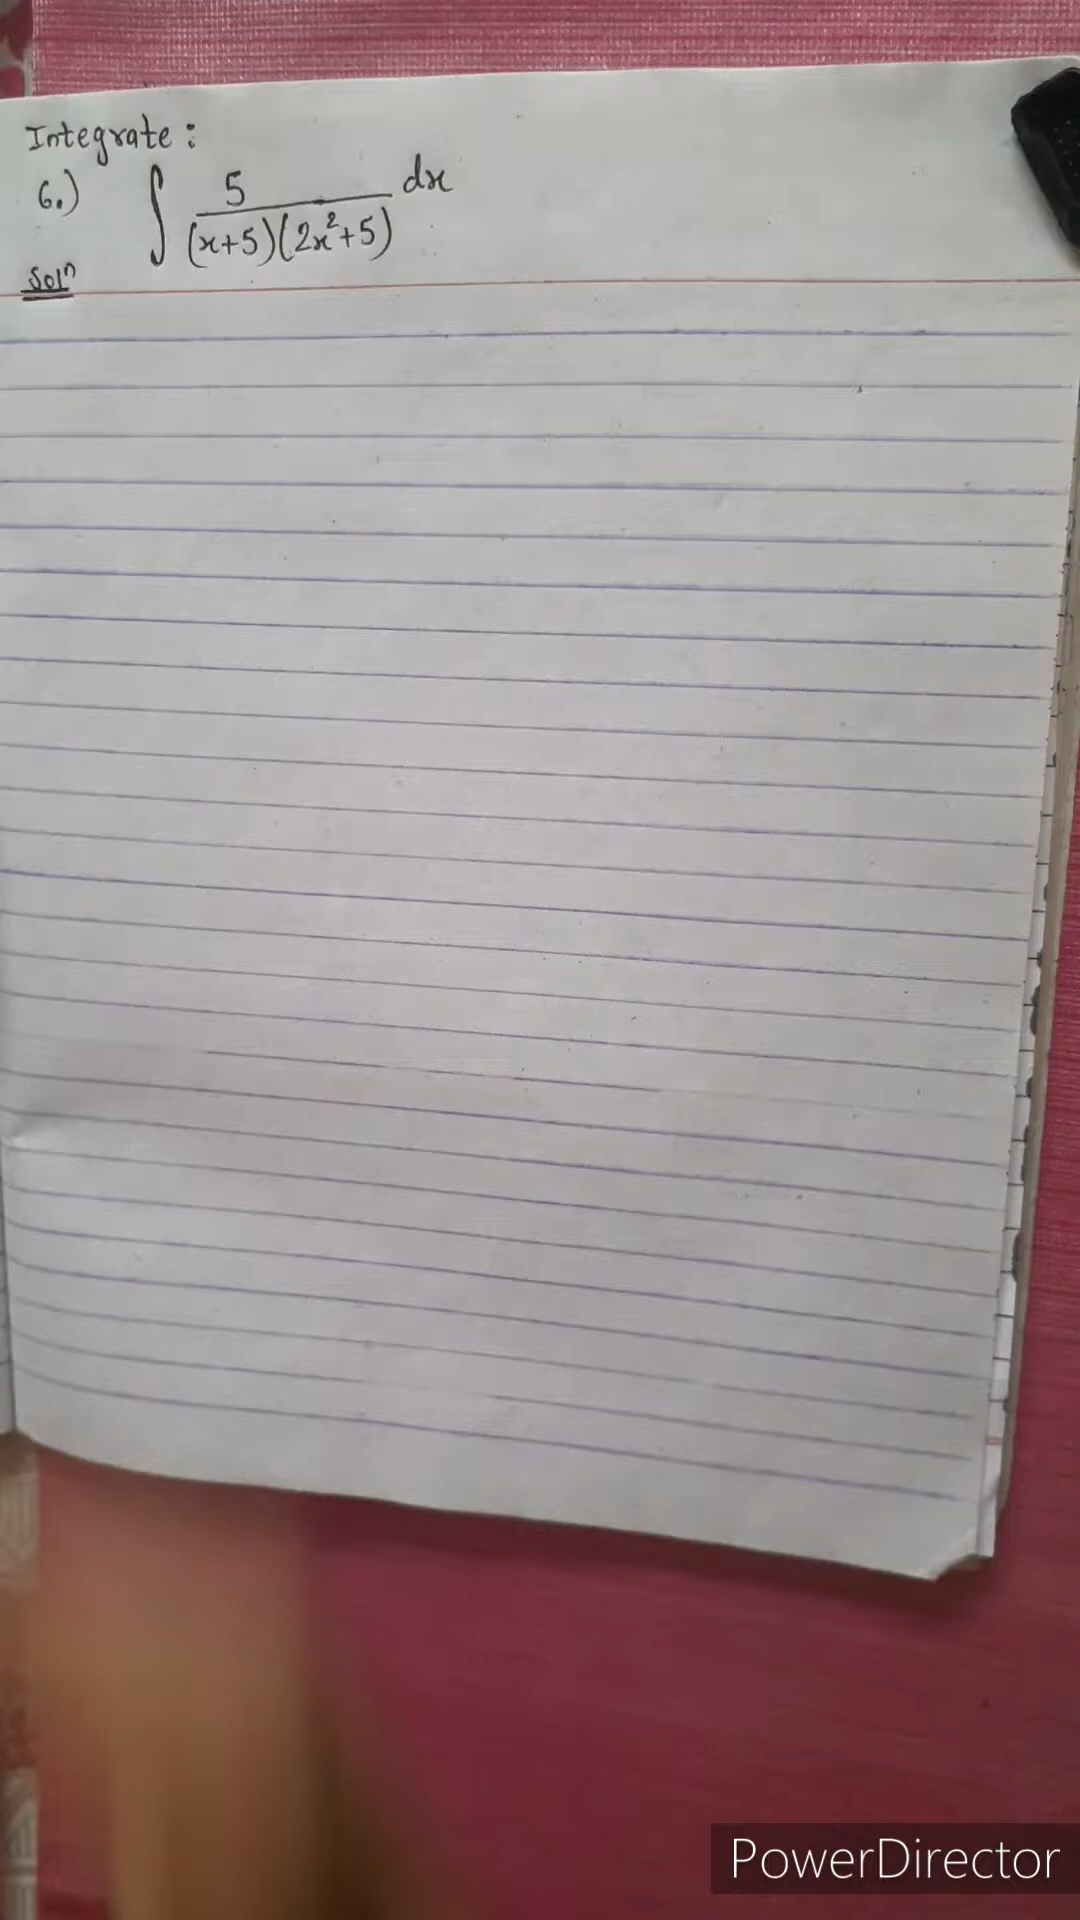 Integrate :
6.) ∫ 5/((x+5)(2x²+5)) dx
Solⁿ
PowerDirector